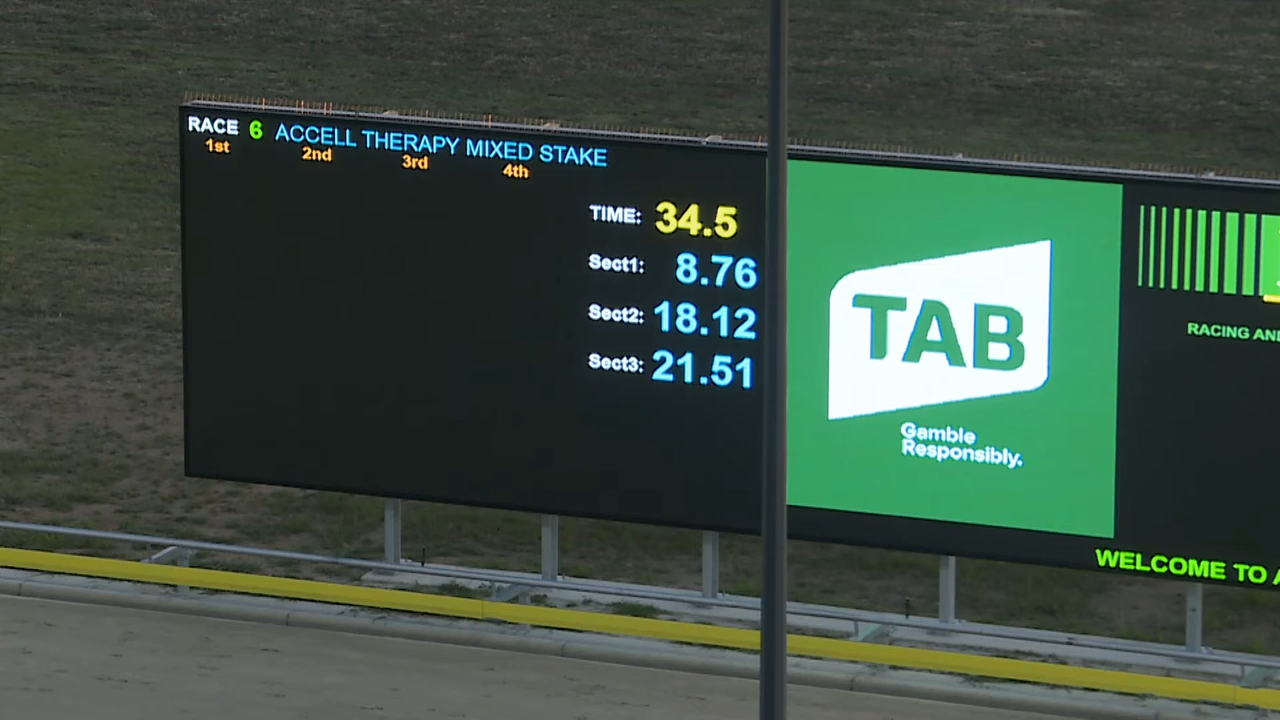 RACE 6 ACCELL THERAPY MIXED STAKE
1st 2nd 3rd 4th
TIME: 34.5
Sect1: 8.76
Sect2: 18.12
Sect3: 21.51
TAB
Gamble
Responsibly.
RACING AND
WELCOME TO